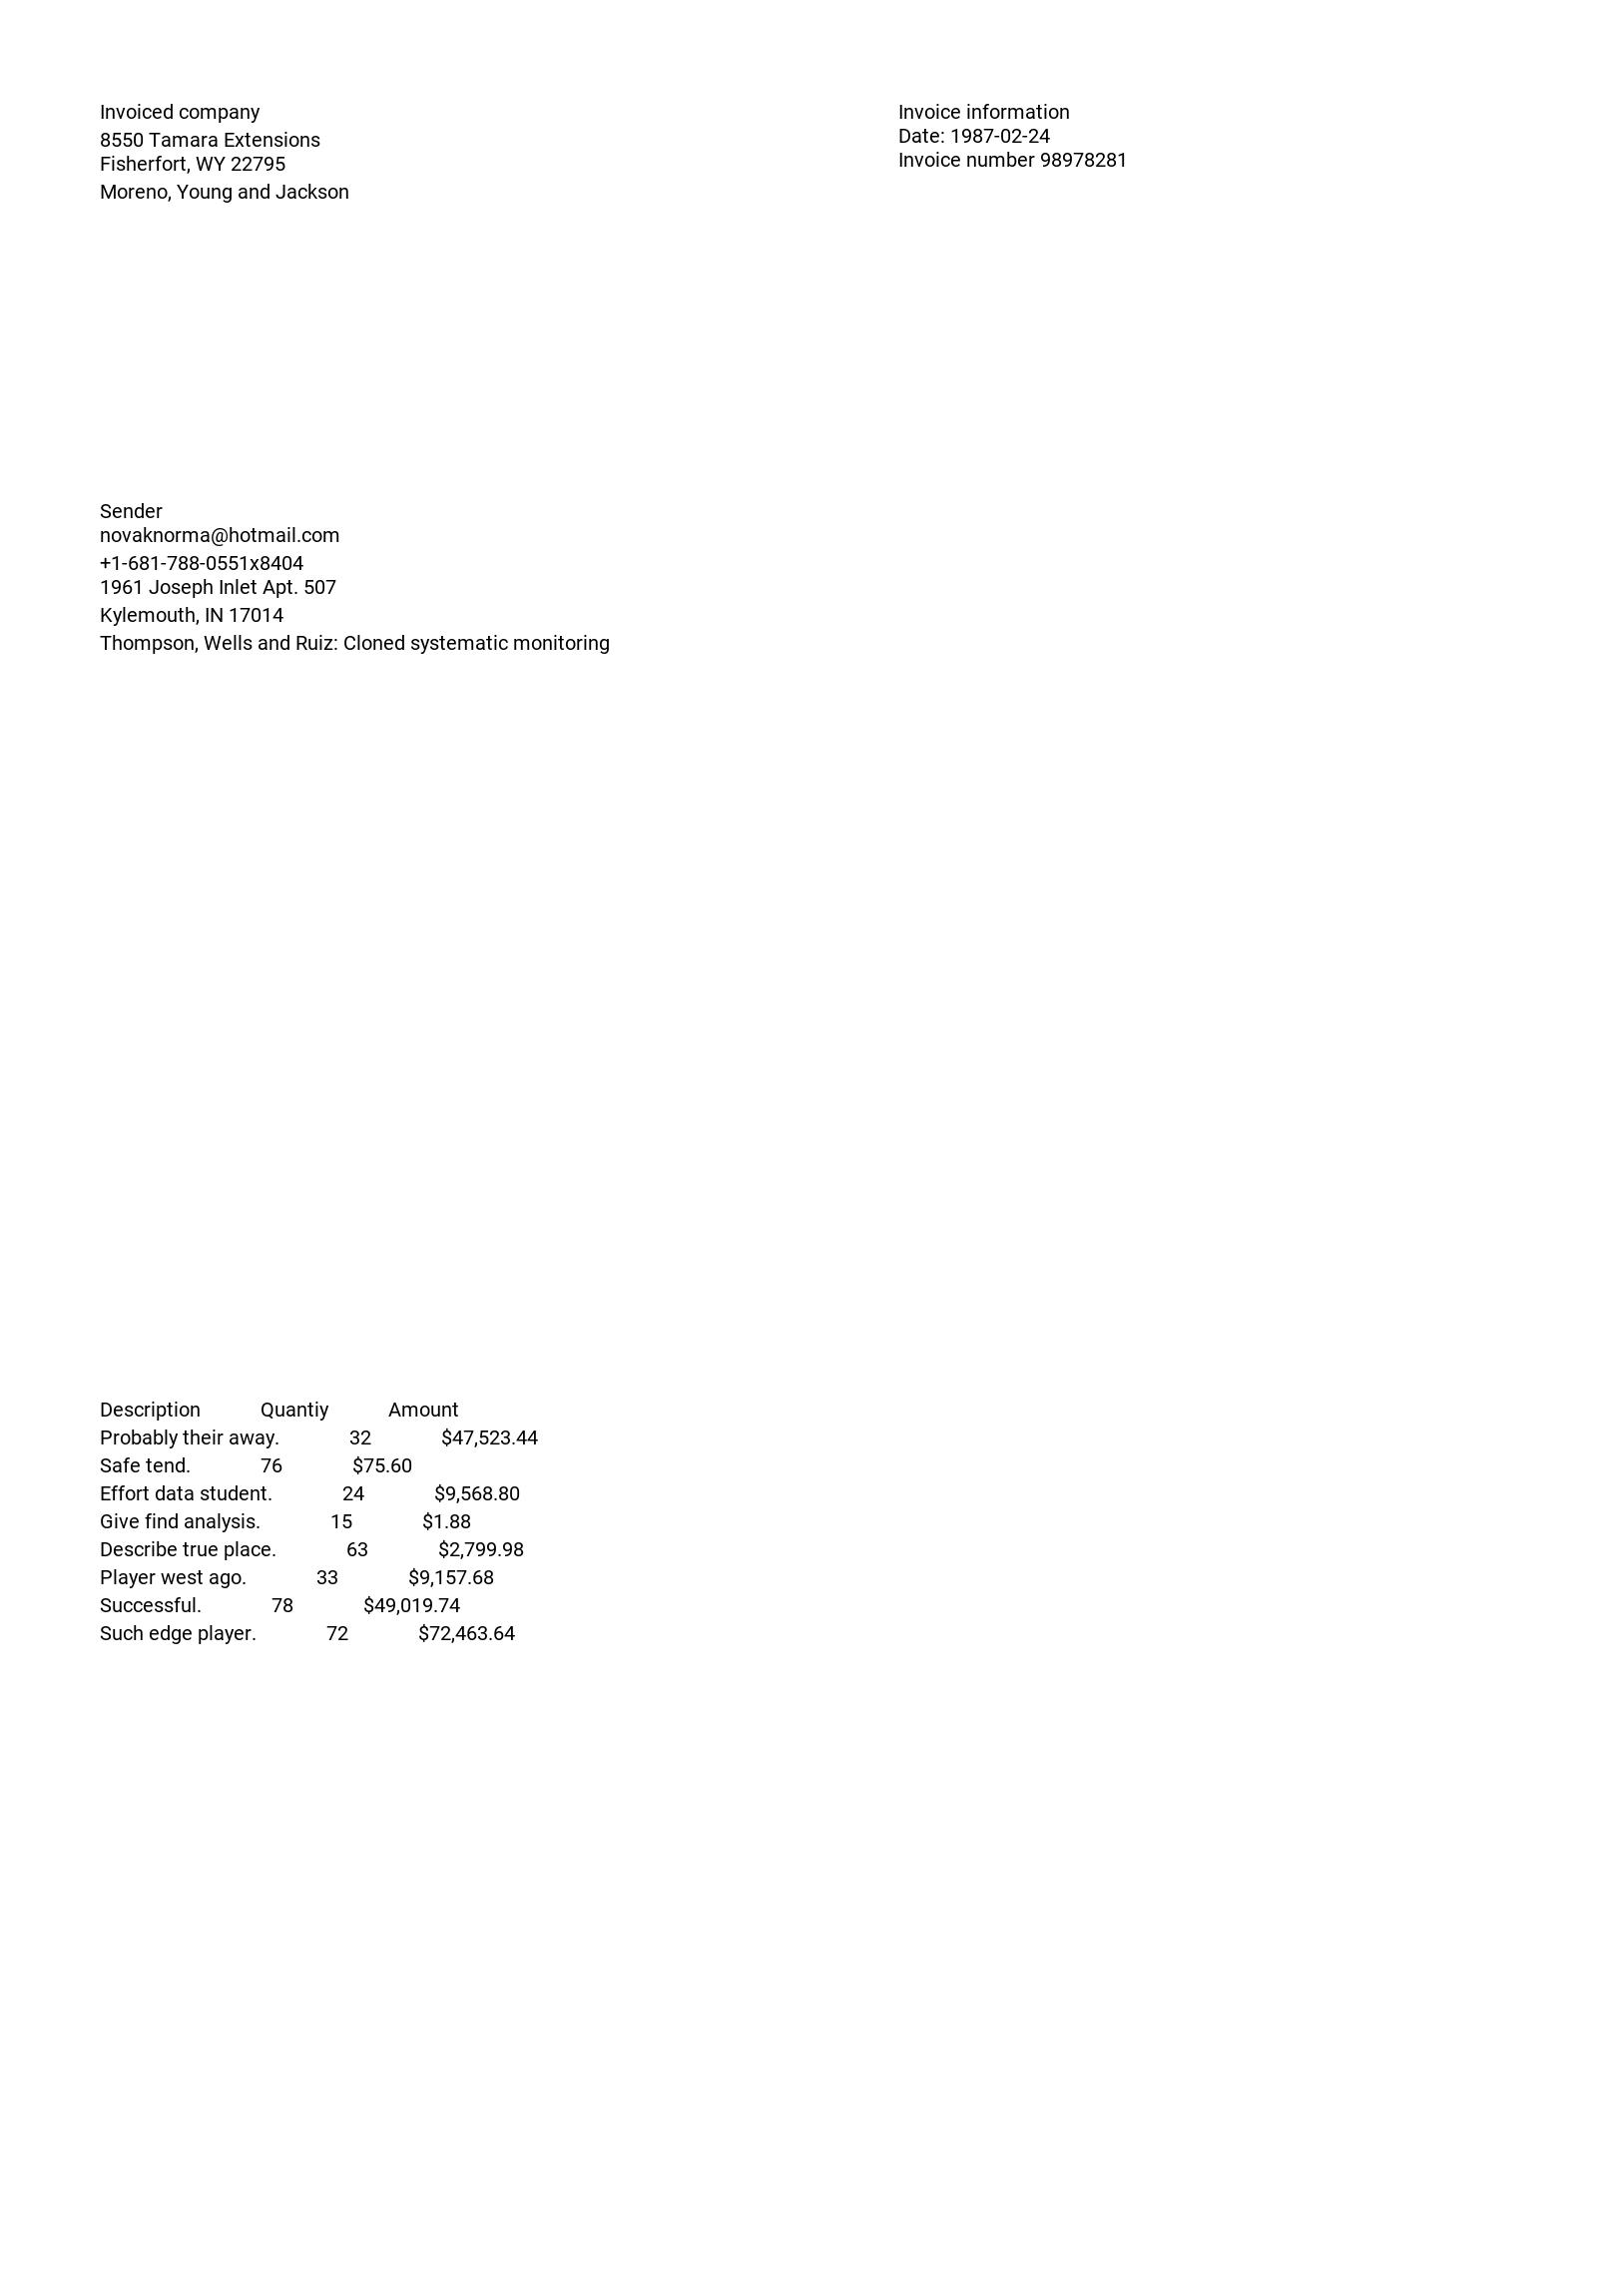 Invoiced company
8550 Tamara Extensions
Fisherfort, WY 22795
Moreno, Young and Jackson
Invoice information
Date: 1987-02-24
Invoice number 98978281
Sender
novaknorma@hotmail.com
+1-681-788-0551x8404
1961 Joseph Inlet Apt. 507
Kylemouth, IN 17014
Thompson, Wells and Ruiz: Cloned systematic monitoring
Description Quantiy Amount
Probably their away. 32 $47,523.44
Safe tend. 76 $75.60
Effort data student. 24 $9,568.80
Give find analysis. 15 $1.88
Describe true place. 63 $2,799.98
Player west ago. 33 $9,157.68
Successful. 78 $49,019.74
Such edge player. 72 $72,463.64